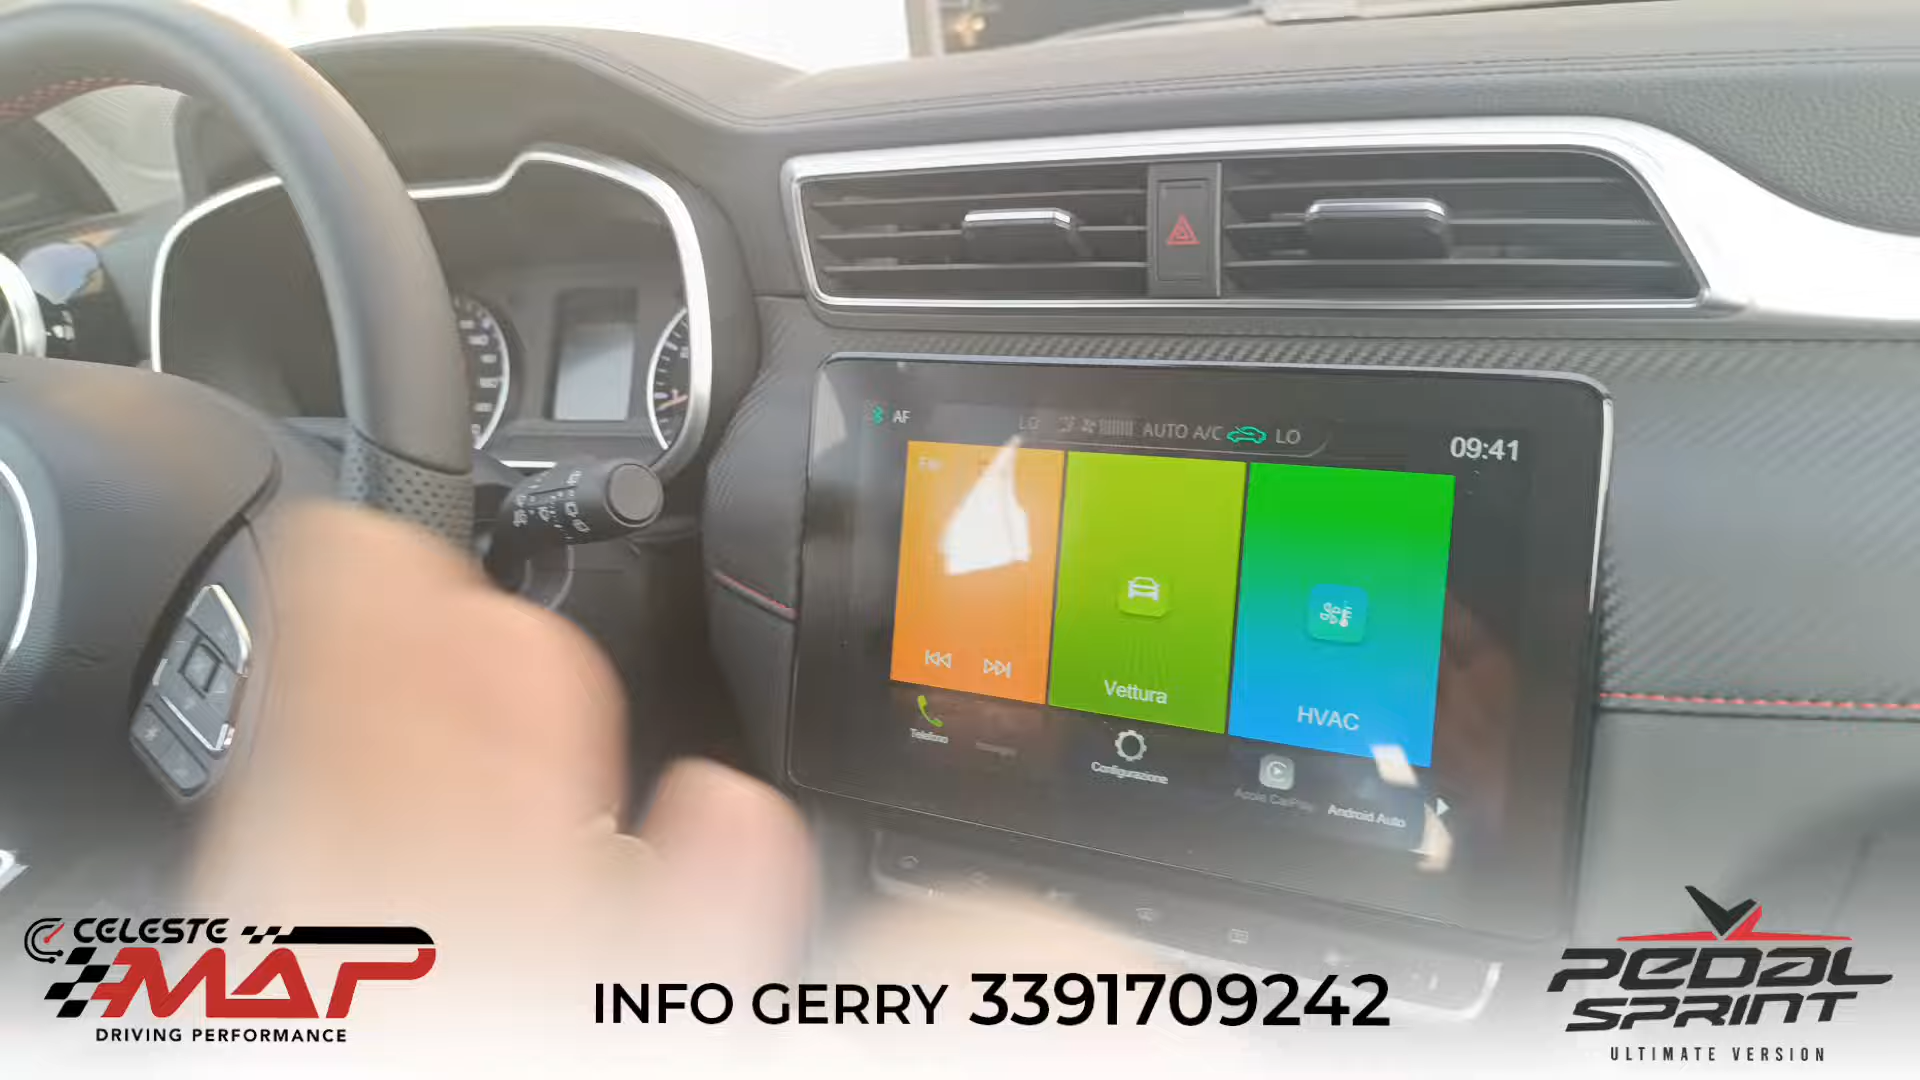 AF
LO AUTO A/C LO
09:41
Vettura
HVAC
Telefono
Configurazione
Apple CarPlay
Android Auto
CELESTE
MAP
DRIVING PERFORMANCE
INFO GERRY 3391709242
PEDAL
SPRINT
ULTIMATE VERSION